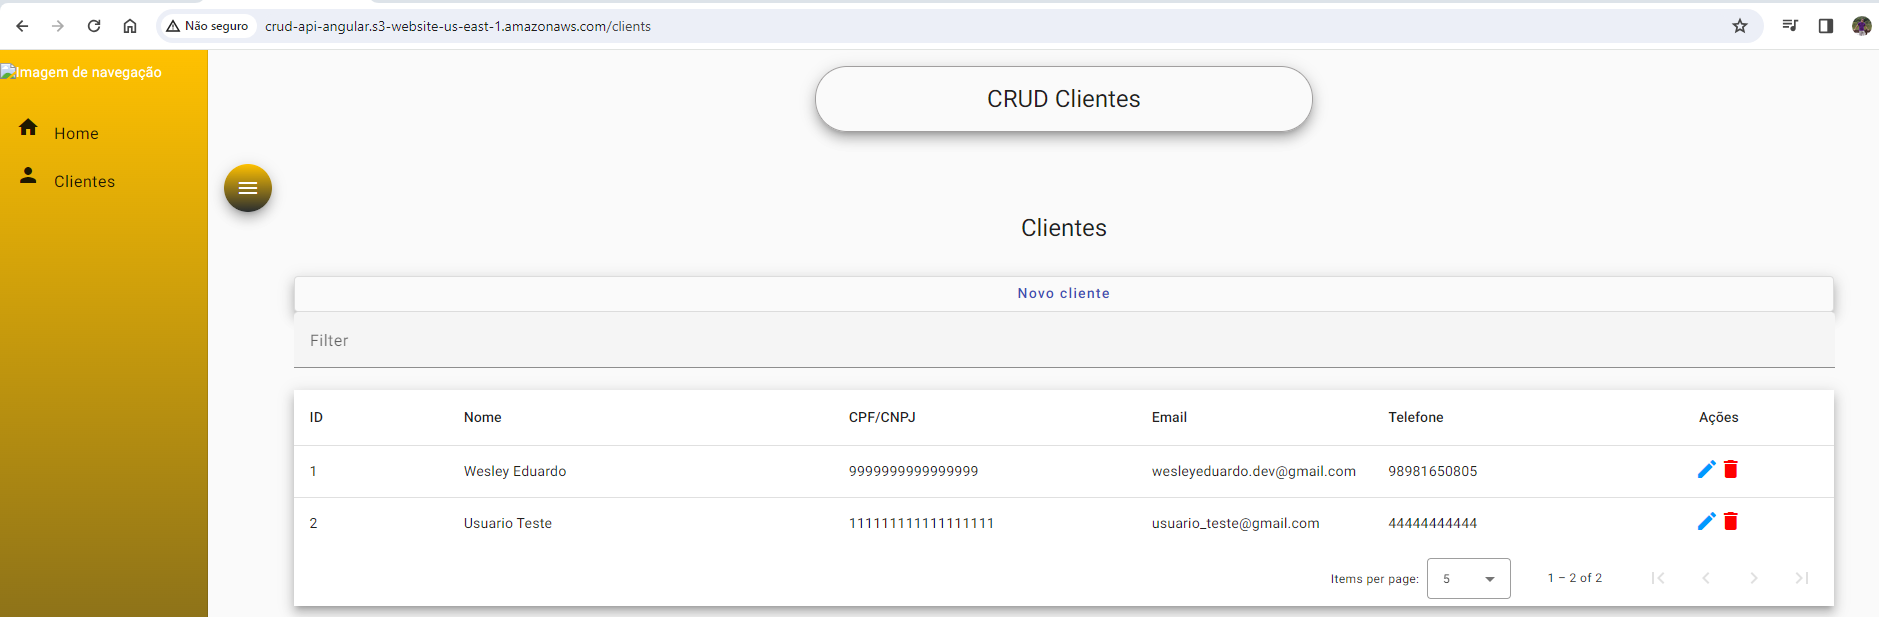 Não seguro crud-api-angular.s3-website-us-east-1.amazonaws.com/clients
Imagem de navegação
CRUD Clientes
Home
Clientes
Clientes
Novo cliente
Filter
ID Nome CPF/CNPJ Email Telefone Ações
1 Wesley Eduardo 9999999999999999 wesleyeduardo.dev@gmail.com 98981650805
2 Usuario Teste 111111111111111111 usuario_teste@gmail.com 44444444444
Items per page: 5 1 – 2 of 2